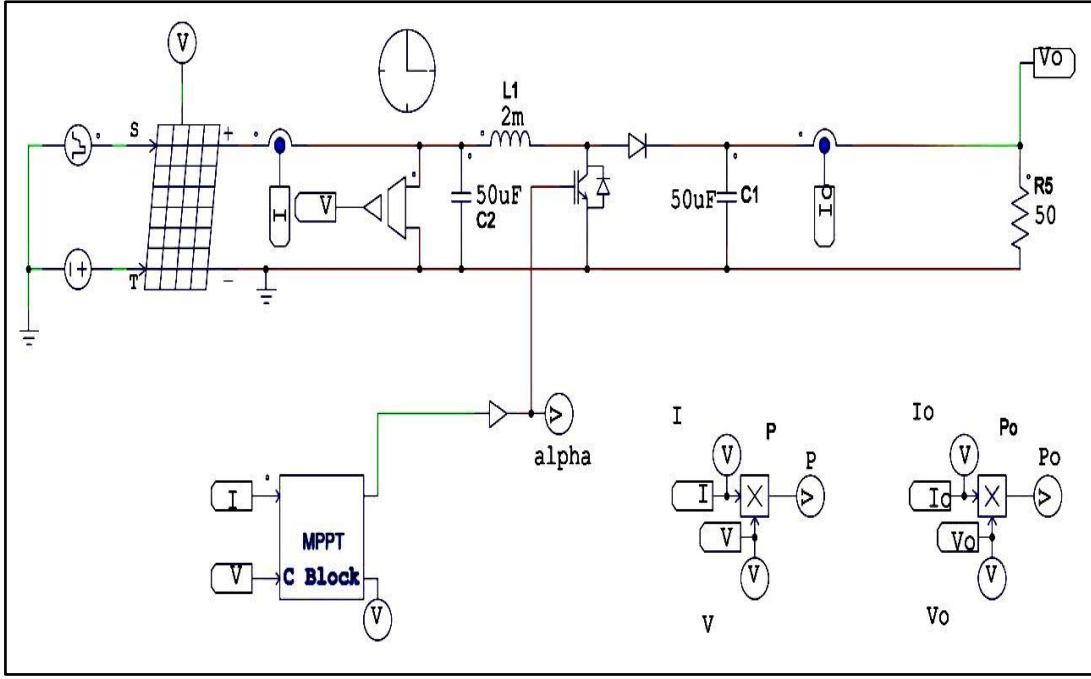 V
Vo
L1
2m
S
+
I
V
50uF
C2
50uF
C1
Io
R5
50
T
-
alpha
I
V
MPPT
C Block
V
I
P
V
P
I
V
V
V
Io
Po
V
Po
Io
Vo
V
Vo